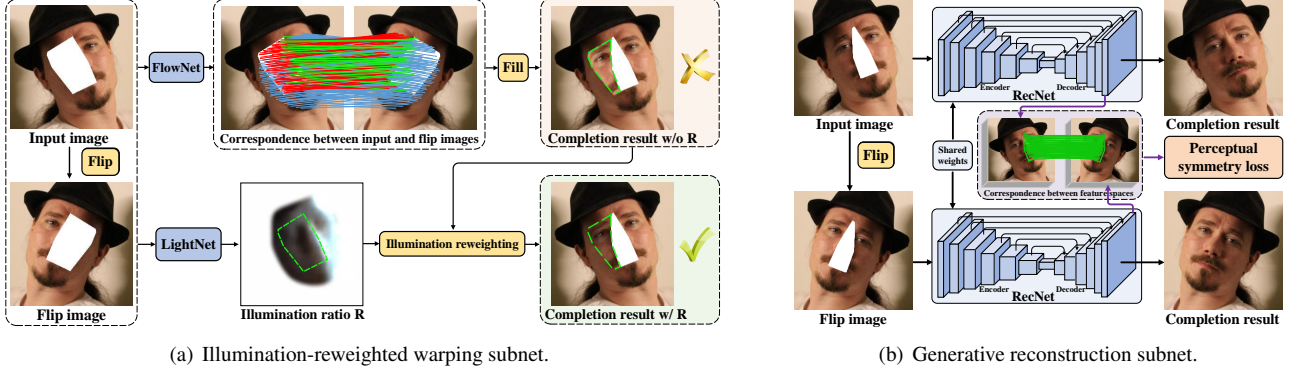 Input image
Flip
Flip image
FlowNet
Correspondence between input and flip images
Fill
Completion result w/o R
LightNet
Illumination ratio R
Illumination reweighting
Completion result w/ R
(a) Illumination-reweighted warping subnet.
Input image
Flip
Flip image
Encoder
Decoder
RecNet
Completion result
Shared
weights
Correspondence between feature spaces
Perceptual
symmetry loss
Encoder
Decoder
RecNet
Completion result
(b) Generative reconstruction subnet.